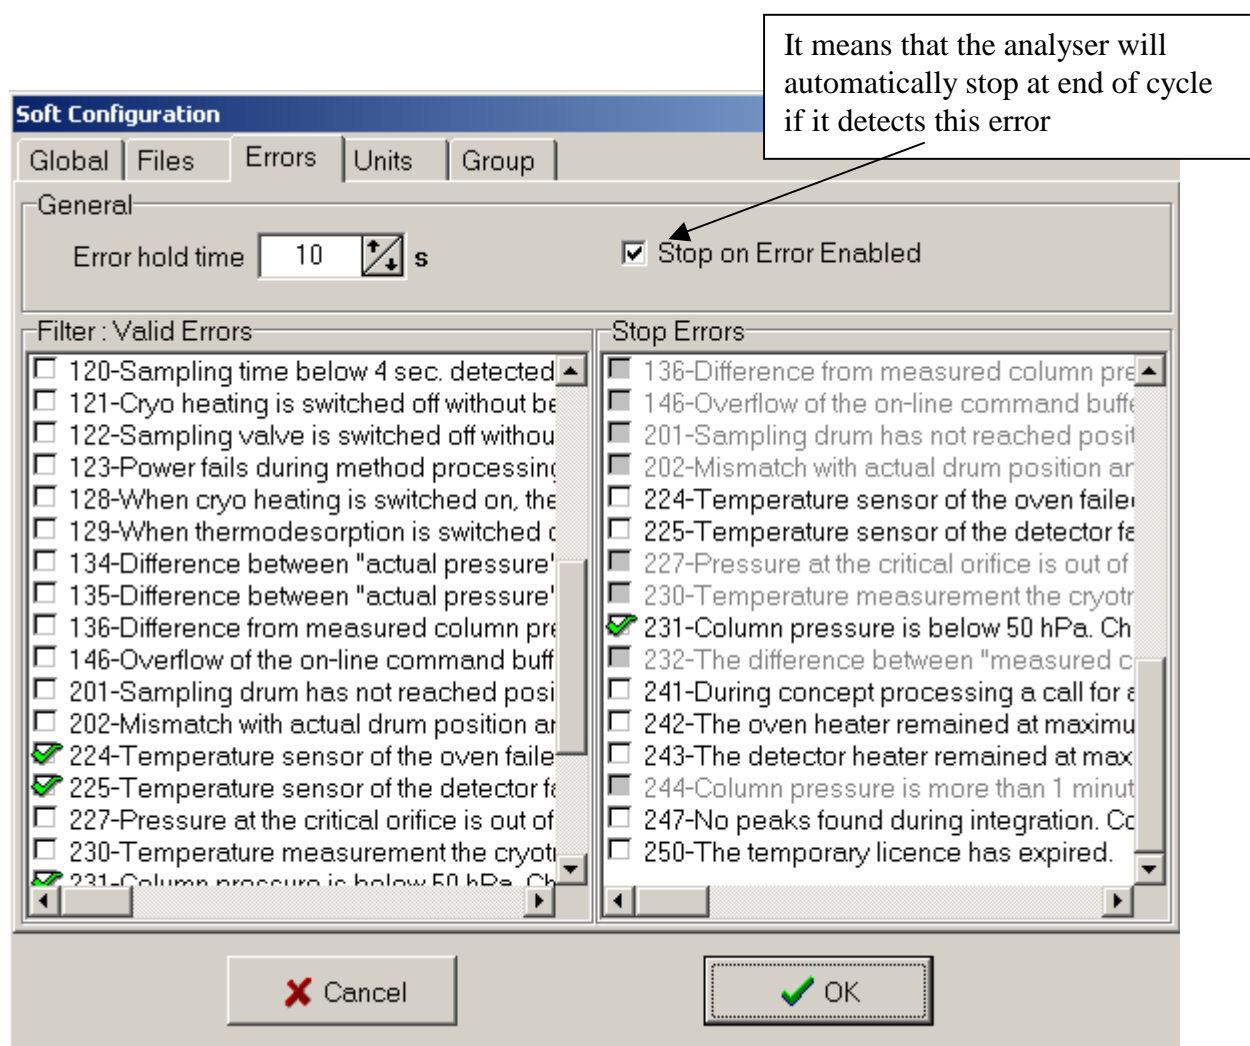 It means that the analyser will
automatically stop at end of cycle
if it detects this error
Soft Configuration
Global Files Errors Units Group
General
Error hold time 10 s
Stop on Error Enabled
Filter : Valid Errors
120-Sampling time below 4 sec. detected
121-Cryo heating is switched off without be
122-Sampling valve is switched off withou
123-Power fails during method processing
128-When cryo heating is switched on, the
129-When thermodesorption is switched o
134-Difference between "actual pressure"
135-Difference between "actual pressure"
136-Difference from measured column pre
146-Overflow of the on-line command buff
201-Sampling drum has not reached posi
202-Mismatch with actual drum position an
224-Temperature sensor of the oven faile
225-Temperature sensor of the detector fa
227-Pressure at the critical orifice is out of
230-Temperature measurement the cryotr
231-Column pressure is below 50 hPa. Ch
Stop Errors
136-Difference from measured column pre
146-Overflow of the on-line command buffe
201-Sampling drum has not reached posit
202-Mismatch with actual drum position an
224-Temperature sensor of the oven failed
225-Temperature sensor of the detector fa
227-Pressure at the critical orifice is out of
230-Temperature measurement the cryotr
231-Column pressure is below 50 hPa. Ch
232-The difference between "measured c
241-During concept processing a call for a
242-The oven heater remained at maximu
243-The detector heater remained at max
244-Column pressure is more than 1 minut
247-No peaks found during integration. Co
250-The temporary licence has expired.
Cancel
OK